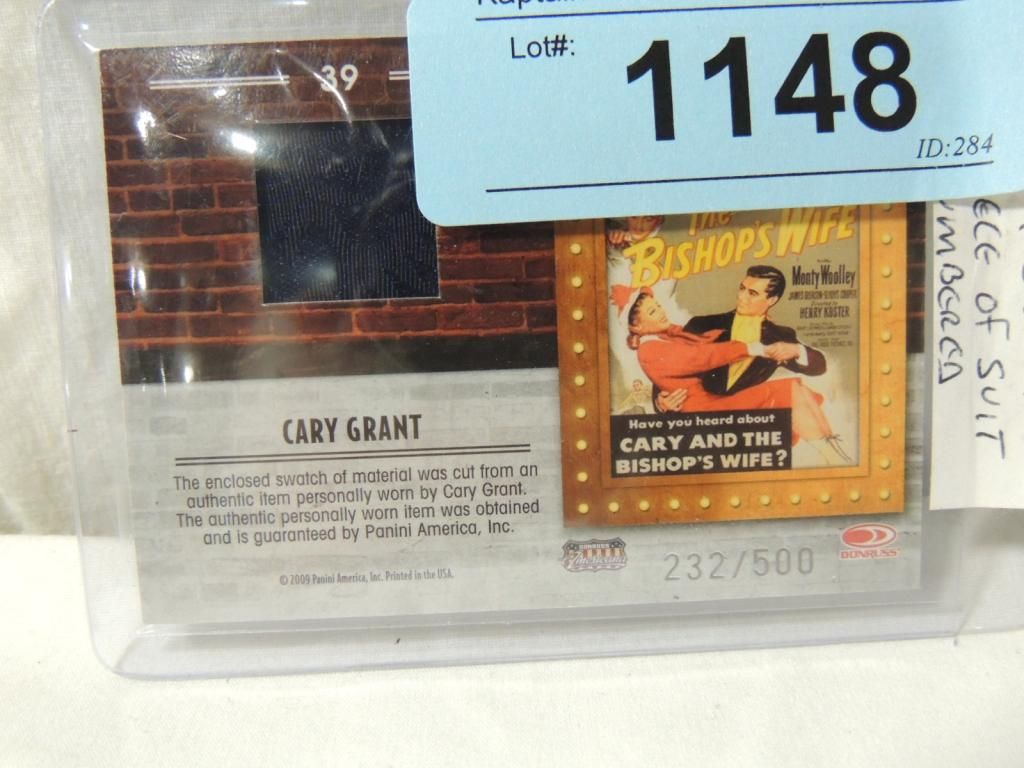 Lot#:
1148
ID:284
39
The
BISHOP'S WIFE
Monty Woolley
HENRY KOSTER
Have you heard about
CARY AND THE
BISHOP'S WIFE?
CARY GRANT
The enclosed swatch of material was cut from an
authentic item personally worn by Cary Grant.
The authentic personally worn item was obtained
and is guaranteed by Panini America, Inc.
© 2009 Panini America, Inc. Printed in the USA.
Americana
232/500
DONRUSS
OF SUIT